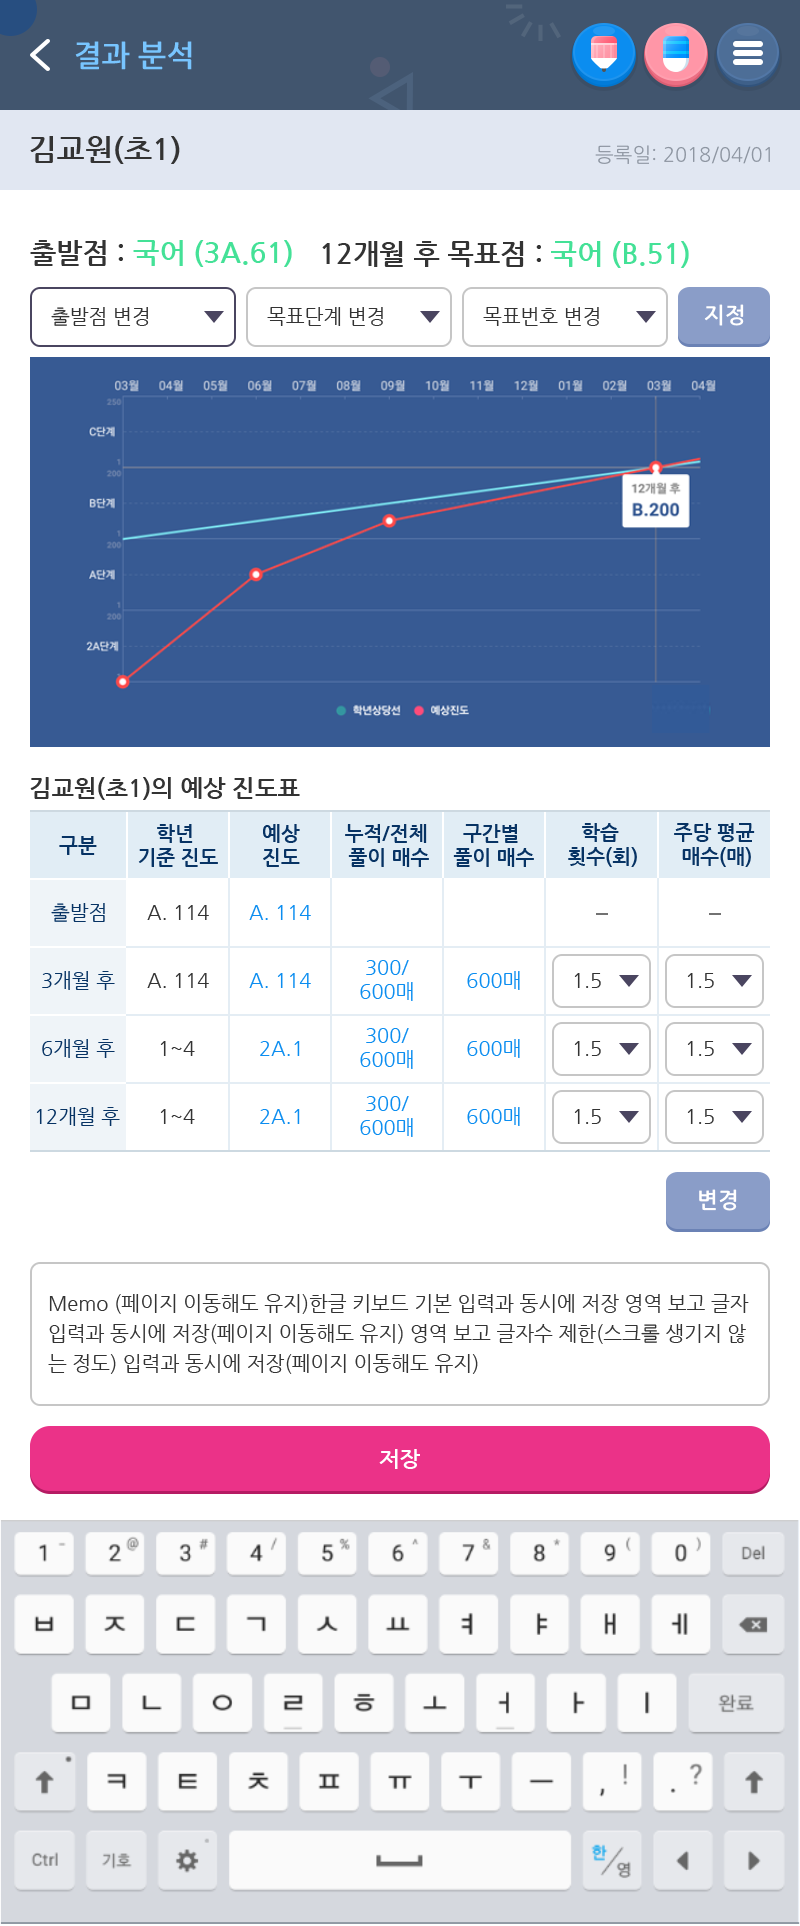 결과 분석
김교원(초1)
등록일: 2018/04/01
출발점 : 국어 (3A.61) 12개월 후 목표점 : 국어 (B.51)
출발점 변경 목표단계 변경 목표번호 변경 지정
03월 04월 05월 06월 07월 08월 09월 10월 11월 12월 01월 02월 03월 04월
250
C단계
1
200
B단계
1
200
A단계
1
200
2A단계
12개월 후
B.200
학년상당선 예상진도
김교원(초1)의 예상 진도표
구분 학년 기준 진도 예상 진도 누적/전체 풀이 매수 구간별 풀이 매수 학습 횟수(회) 주당 평균 매수(매)
출발점 A. 114 A. 114 – –
3개월 후 A. 114 A. 114 300/600매 600매 1.5 1.5
6개월 후 1~4 2A.1 300/600매 600매 1.5 1.5
12개월 후 1~4 2A.1 300/600매 600매 1.5 1.5
변경
Memo (페이지 이동해도 유지)한글 키보드 기본 입력과 동시에 저장 영역 보고 글자
입력과 동시에 저장(페이지 이동해도 유지) 영역 보고 글자수 제한(스크롤 생기지 않
는 정도) 입력과 동시에 저장(페이지 이동해도 유지)
저장
1 - 2 @ 3 # 4 / 5 % 6 ^ 7 & 8 * 9 ( 0 ) Del
ㅂ ㅈ ㄷ ㄱ ㅅ ㅛ ㅕ ㅑ ㅐ ㅔ
ㅁ ㄴ ㅇ ㄹ ㅎ ㅗ ㅓ ㅏ ㅣ 완료
ㅋ ㅌ ㅊ ㅍ ㅠ ㅜ ㅡ , ! . ?
Ctrl 기호 한/영